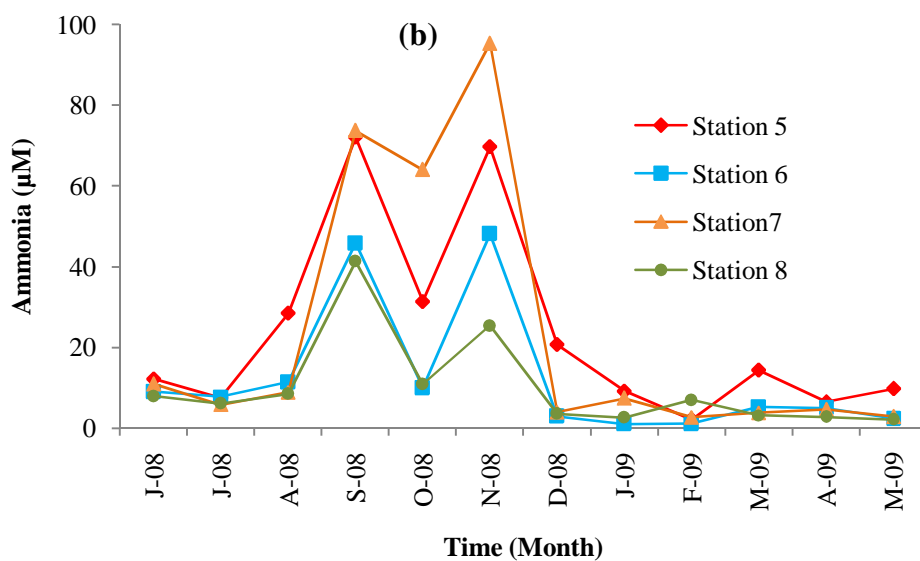 (b)
100
80
60
40
20
0
Ammonia (µM)
Station 5
Station 6
Station7
Station 8
J-08
J-08
A-08
S-08
O-08
N-08
D-08
J-09
F-09
M-09
A-09
M-09
Time (Month)